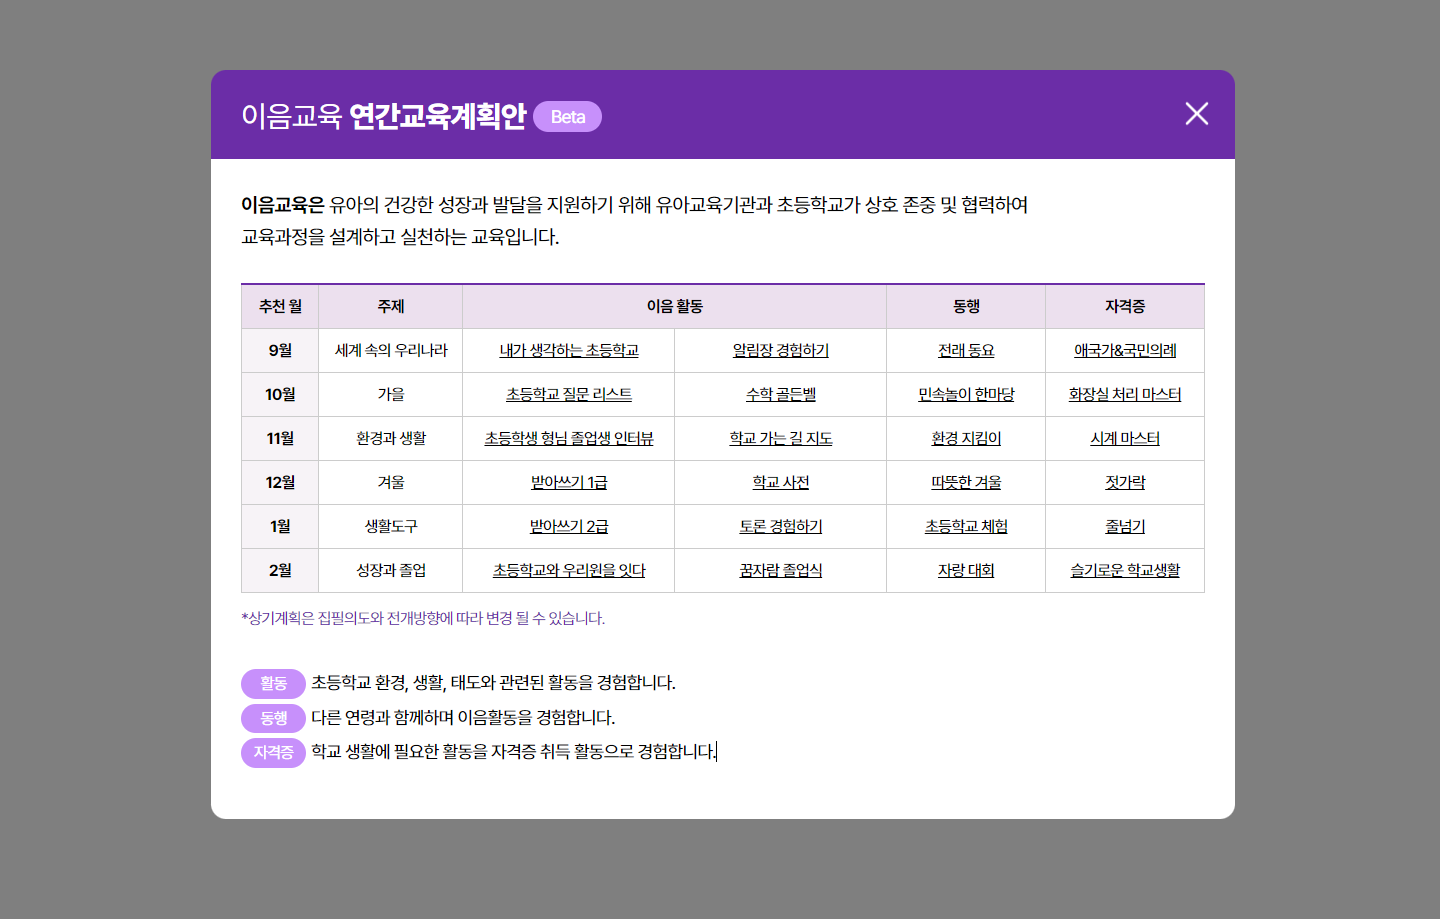 이음교육 연간교육계획안 Beta
이음교육은 유아의 건강한 성장과 발달을 지원하기 위해 유아교육기관과 초등학교가 상호 존중 및 협력하여
교육과정을 설계하고 실천하는 교육입니다.
추천 월 주제 이음 활동 동행 자격증
9월 세계 속의 우리나라 내가 생각하는 초등학교 알림장 경험하기 전래 동요 애국가&국민의례
10월 가을 초등학교 질문 리스트 수학 골든벨 민속놀이 한마당 화장실 처리 마스터
11월 환경과 생활 초등학생 형님 졸업생 인터뷰 학교 가는 길 지도 환경 지킴이 시계 마스터
12월 겨울 받아쓰기 1급 학교 사전 따뜻한 겨울 젓가락
1월 생활도구 받아쓰기 2급 토론 경험하기 초등학교 체험 줄넘기
2월 성장과 졸업 초등학교와 우리원을 잇다 꿈자람 졸업식 자랑 대회 슬기로운 학교생활
*상기계획은 집필의도와 전개방향에 따라 변경 될 수 있습니다.
활동 초등학교 환경, 생활, 태도와 관련된 활동을 경험합니다.
동행 다른 연령과 함께하며 이음활동을 경험합니다.
자격증 학교 생활에 필요한 활동을 자격증 취득 활동으로 경험합니다.